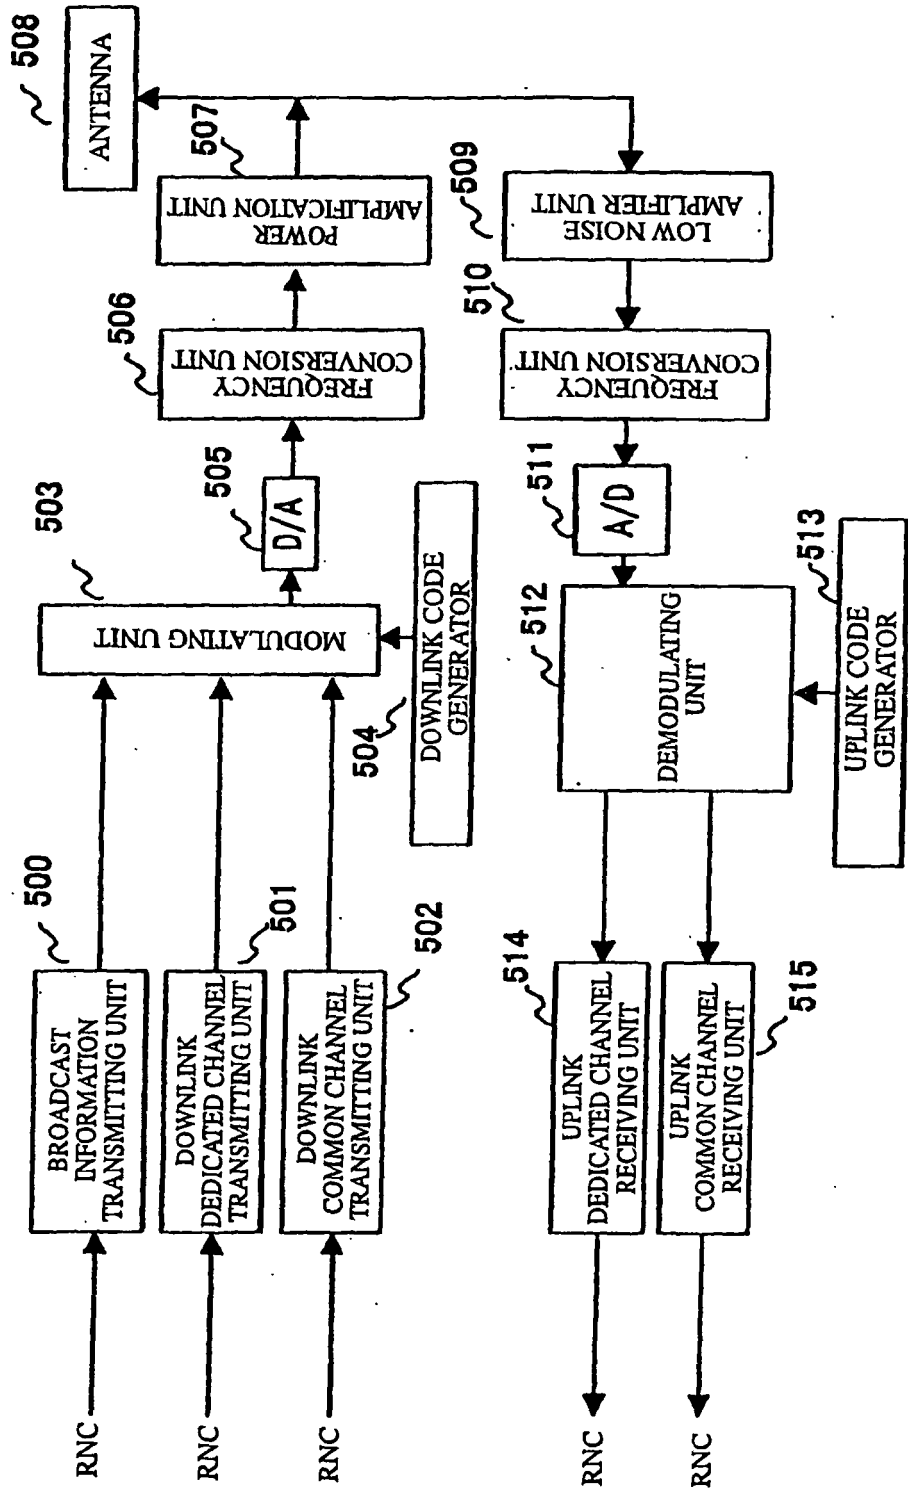 RNC
BROADCAST
INFORMATION
TRANSMITTING UNIT
500
RNC
DOWNLINK
DEDICATED CHANNEL
TRANSMITTING UNIT
501
RNC
DOWNLINK
COMMON CHANNEL
TRANSMITTING UNIT
502
MODULATING UNIT
503
DOWNLINK CODE
GENERATOR
504
D/A
505
FREQUENCY
CONVERSION UNIT
506
POWER
AMPLIFICATION UNIT
507
ANTENNA
508
LOW NOISE
AMPLIFIER UNIT
509
FREQUENCY
CONVERSION UNIT
510
A/D
511
DEMODULATING
UNIT
512
UPLINK CODE
GENERATOR
513
UPLINK
DEDICATED CHANNEL
RECEIVING UNIT
514
RNC
UPLINK
COMMON CHANNEL
RECEIVING UNIT
515
RNC